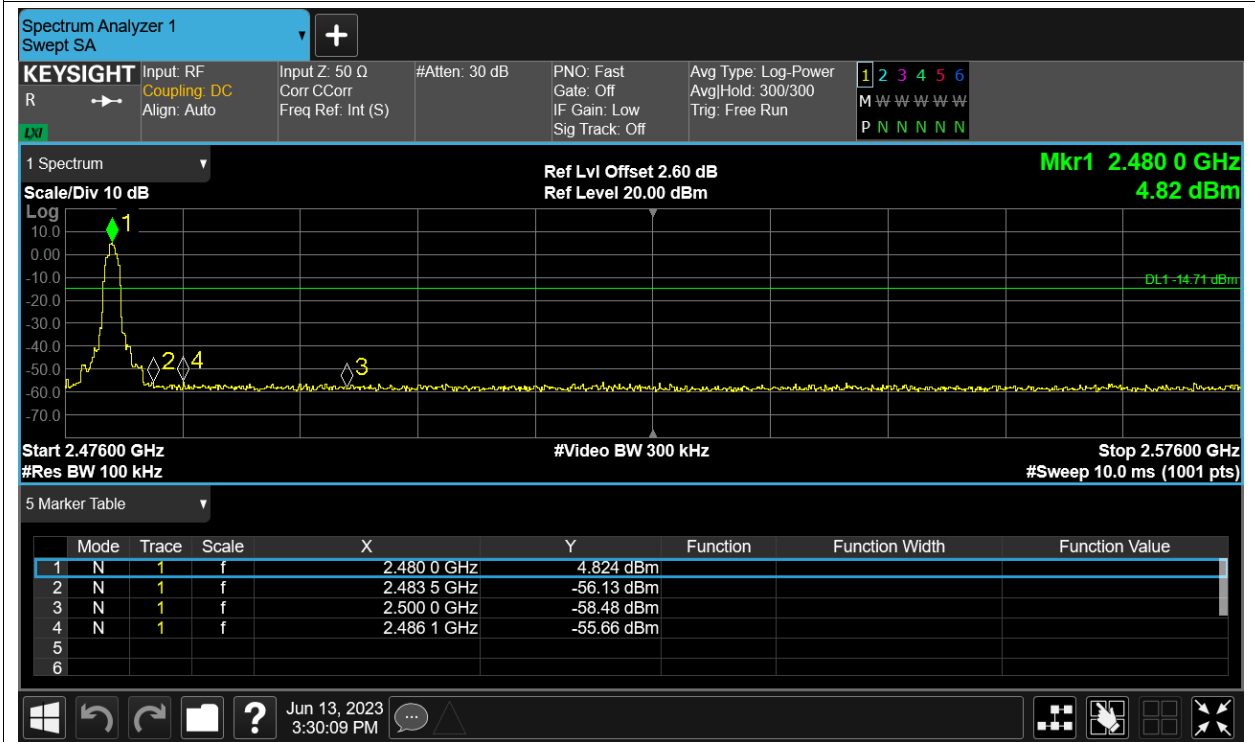 Spectrum Analyzer 1
Swept SA
KEYSIGHT Input: RF Input Z: 50 Ω #Atten: 30 dB PNO: Fast Avg Type: Log-Power 1 2 3 4 5 6
R Coupling: DC Corr CCorr Gate: Off Avg|Hold: 300/300 M W W W W W W
Align: Auto Freq Ref: Int (S) IF Gain: Low Trig: Free Run
LXI Sig Track: Off P N N N N N N
1 Spectrum Ref Lvl Offset 2.60 dB Mkr1 2.480 0 GHz
Scale/Div 10 dB Ref Level 20.00 dBm 4.82 dBm
Log
1
10.0
0.00
-10.0
DL1 -14.71 dBm
-20.0
-30.0
-40.0
2 4 3
-50.0
-60.0
-70.0
Start 2.47600 GHz #Video BW 300 kHz Stop 2.57600 GHz
#Res BW 100 kHz #Sweep 10.0 ms (1001 pts)
5 Marker Table
Mode Trace Scale X Y Function Function Width Function Value
1 N 1 f 2.480 0 GHz 4.824 dBm
2 N 1 f 2.483 5 GHz -56.13 dBm
3 N 1 f 2.500 0 GHz -58.48 dBm
4 N 1 f 2.486 1 GHz -55.66 dBm
5
6
? Jun 13, 2023
3:30:09 PM